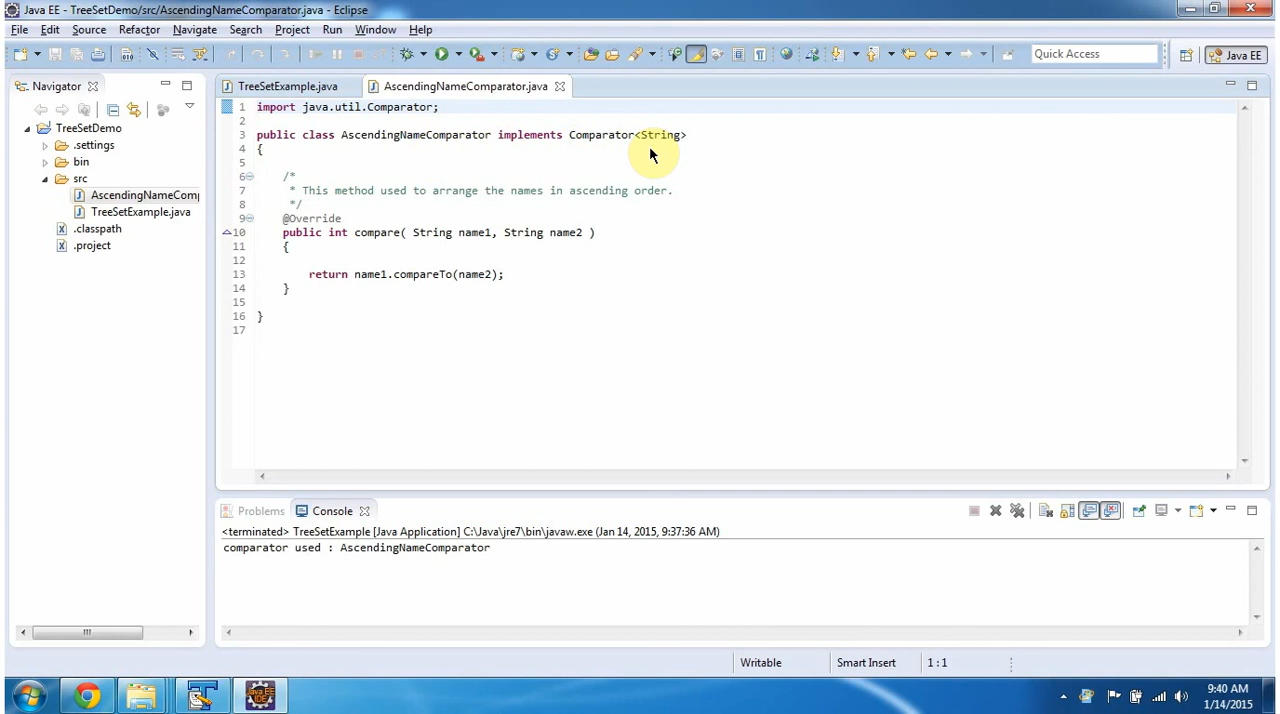 Java EE - TreeSetDemo/src/AscendingNameComparator.java - Eclipse
File Edit Source Refactor Navigate Search Project Run Window Help
Quick Access Java EE
Navigator
TreeSetDemo
.settings
bin
src
AscendingNameComp
TreeSetExample.java
.classpath
.project
TreeSetExample.java AscendingNameComparator.java
1 import java.util.Comparator;
2
3 public class AscendingNameComparator implements Comparator<String>
4 {
5
6 /*
7 * This method used to arrange the names in ascending order.
8 */
9 @Override
10 public int compare( String name1, String name2 )
11 {
12
13 return name1.compareTo(name2);
14 }
15
16 }
17
Problems Console
<terminated> TreeSetExample [Java Application] C:\Java\jre7\bin\javaw.exe (Jan 14, 2015, 9:37:36 AM)
comparator used : AscendingNameComparator
Writable Smart Insert 1 : 1
Java EE
IDE
9:40 AM
1/14/2015